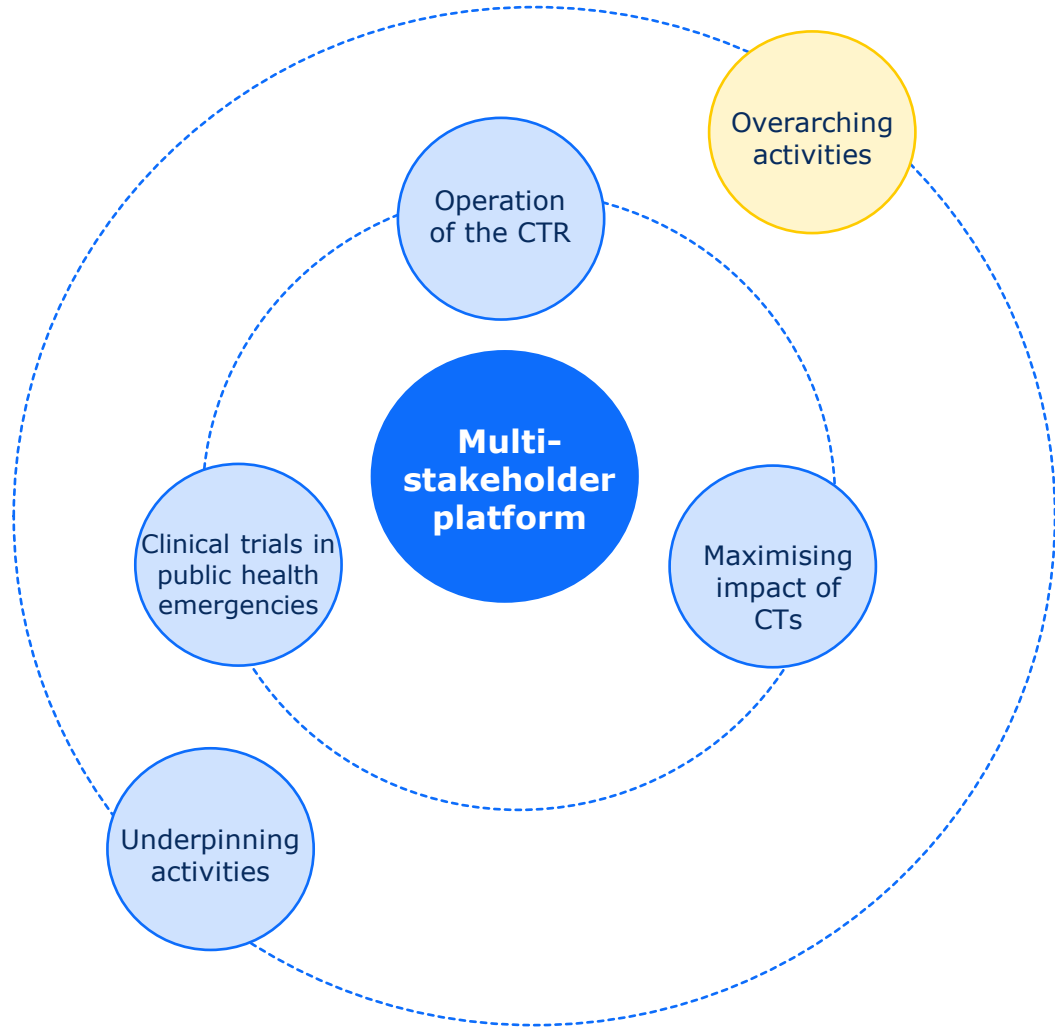 Overarching
activities
Operation
of the CTR
Multi-
stakeholder
platform
Clinical trials in
public health
emergencies
Maximising
impact of
CTs
Underpinning
activities